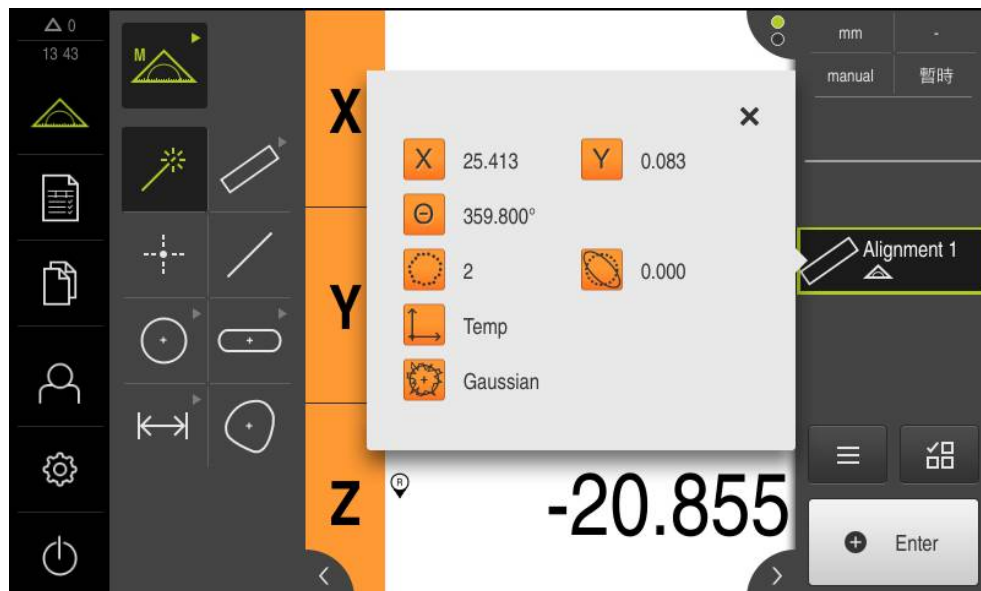 0
13 43
M
mm
-
manual
暫時
X
X 25.413
Y 0.083
Θ 359.800°
2
0.000
Temp
Gaussian
Alignment 1
Y
Z
R
-20.855
Enter